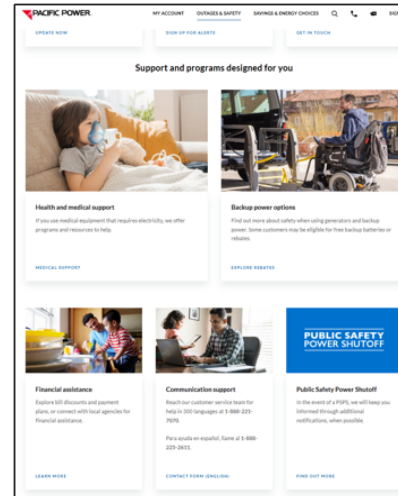 PACIFIC POWER
MY ACCOUNT OUTAGES & SAFETY SAVINGS & ENERGY CHOICES
UPDATE NOW SIGN UP FOR ALERTS GET IN TOUCH
Support and programs designed for you
Health and medical support
If you use medical equipment that requires electricity, we offer
programs and resources to help.
MEDICAL SUPPORT
Backup power options
Find out more about safety when using generators and backup
power. Some customers may be eligible for free backup batteries or
rebates.
EXPLORE REBATES
Financial assistance
Explore bill discounts and payment
plans, or connect with local agencies for
financial assistance.
LEARN MORE
Communication support
Reach our customer service team for
help in 200 languages at 1-888-221-
7070.
Para ayuda en español, llame al 1-888-
225-2611.
CONTACT FORM (ENGLISH)
PUBLIC SAFETY
POWER SHUTOFF
Public Safety Power Shutoff
In the event of a PSPS, we will keep you
informed through additional
notifications, when possible.
FIND OUT MORE